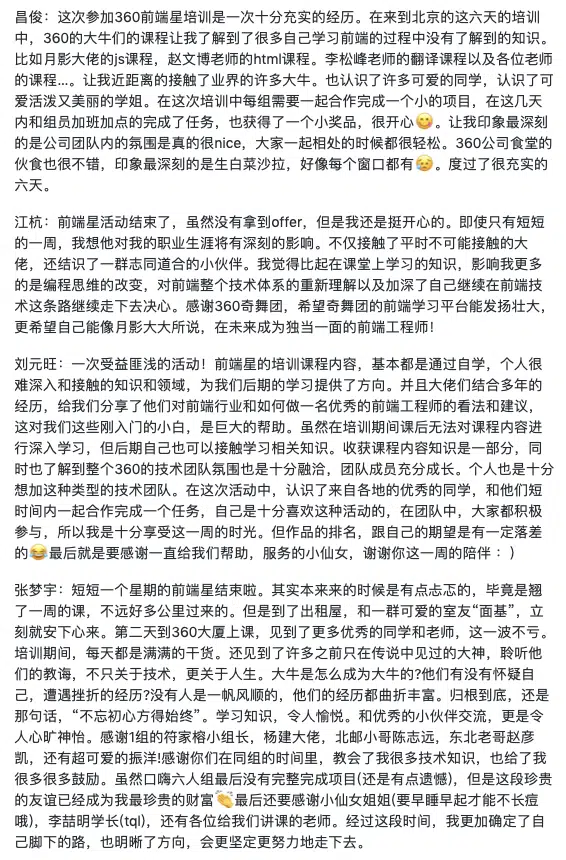 昌俊：这次参加360前端星培训是一次十分充实的经历。在来到北京的这六天的培训
中，360的大牛们的课程让我了解到了很多自己学习前端的过程中没有了解到的知识。
比如月影大佬的js课程，赵文博老师的html课程。李松峰老师的翻译课程以及各位老师
的课程...。让我近距离的接触了业界的许多大牛。也认识了许多可爱的同学，认识了可
爱活泼又美丽的学姐。在这次培训中每组需要一起合作完成一个小的项目，在这几天
内和组员加班加点的完成了任务，也获得了一个小奖品，很开心😋。让我印象最深刻
的是公司团队内的氛围是真的很nice，大家一起相处的时候都很轻松。360公司食堂的
伙食也很不错，印象最深刻的是生白菜沙拉，好像每个窗口都有😥。度过了很充实的
六天。
江杭：前端星活动结束了，虽然没有拿到offer，但是我还是挺开心的。即使只有短短
的一周，我想他对我的职业生涯将有深刻的影响。不仅接触了平时不可能接触的大
佬，还结识了一群志同道合的小伙伴。我觉得比起在课堂上学习的知识，影响我更多
的是编程思维的改变，对前端整个技术体系的重新理解以及加深了自己继续在前端技
术这条路继续走下去决心。感谢360奇舞团，希望奇舞团的前端学习平台能发扬壮大，
更希望自己能像月影大大所说，在未来成为独当一面的前端工程师！
刘元旺：一次受益匪浅的活动！前端星的培训课程内容，基本都是通过自学，个人很
难深入和接触的知识和领域，为我们后期的学习提供了方向。并且大佬们结合多年的
经历，给我们分享了他们对前端行业和如何做一名优秀的前端工程师的看法和建议，
这对我们这些刚入门的小白，是巨大的帮助。虽然在培训期间课后无法对课程内容进
行深入学习，但后期自己也可以接触学习相关知识。收获课程内容知识是一部分，同
时也了解到整个360的技术团队氛围也是十分融洽，团队成员充分成长。个人也是十分
想加这种类型的技术团队。在这次活动中，认识了来自各地的优秀的同学，和他们短
时间内一起合作完成一个任务，自己是十分喜欢这种活动的，在团队中，大家都积极
参与，所以我是十分享受这一周的时光。但作品的排名，跟自己的期望是有一定落差
的😂最后就是要感谢一直给我们帮助，服务的小仙女，谢谢你这一周的陪伴：）
张梦宇：短短一个星期的前端星结束啦。其实本来来的时候是有点忐忑的，毕竟是翘
了一周的课，不远好多公里过来的。但是到了出租屋，和一群可爱的室友“面基”，立
刻就安下心来。第二天到360大厦上课，见到了更多优秀的同学和老师，这一波不亏。
培训期间，每天都是满满的干货。还见到了许多之前只在传说中见过的大神，聆听他
们的教诲，不只关于技术，更关于人生。大牛是怎么成为大牛的?他们有没有怀疑自
己，遭遇挫折的经历?没有人是一帆风顺的，他们的经历都曲折丰富。归根到底，还是
那句话，“不忘初心方得始终”。学习知识，令人愉悦。和优秀的小伙伴交流，更是令
人心旷神怡。感谢1组的符家榕小组长，杨建大佬，北邮小哥陈志远，东北老哥赵彦
凯，还有超可爱的振洋!感谢你们在同组的时间里，教会了我很多技术知识，也给了我
很多很多鼓励。虽然口嗨六人组最后没有完整完成项目(还是有点遗憾)，但是这段珍贵
的友谊已经成为我最珍贵的财富👏最后还要感谢小仙女姐姐(要早睡早起才能不长痘
哦)，李喆明学长(tql)，还有各位给我们讲课的老师。经过这段时间，我更加确定了自
己脚下的路，也明晰了方向，会更坚定更努力地走下去。